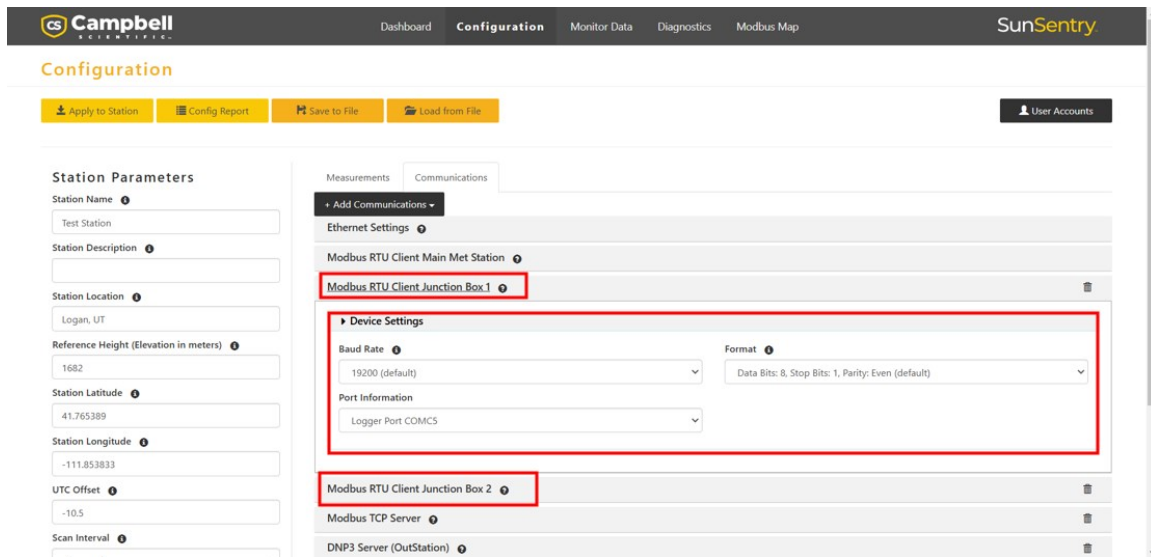 CS Campbell
SCIENTIFIC.
Dashboard Configuration Monitor Data Diagnostics Modbus Map
SunSentry.
Configuration
Apply to Station
Config Report
Save to File
Load from File
User Accounts
Station Parameters
Station Name
Test Station
Station Description
Station Location
Logan, UT
Reference Height (Elevation in meters)
1682
Station Latitude
41.765389
Station Longitude
-111.853833
UTC Offset
-10.5
Scan Interval
Measurements Communications
+ Add Communications
Ethernet Settings
Modbus RTU Client Main Met Station
Modbus RTU Client Junction Box 1
Device Settings
Baud Rate
19200 (default)
Format
Data Bits: 8, Stop Bits: 1, Parity: Even (default)
Port Information
Logger Port COMC5
Modbus RTU Client Junction Box 2
Modbus TCP Server
DNP3 Server (OutStation)